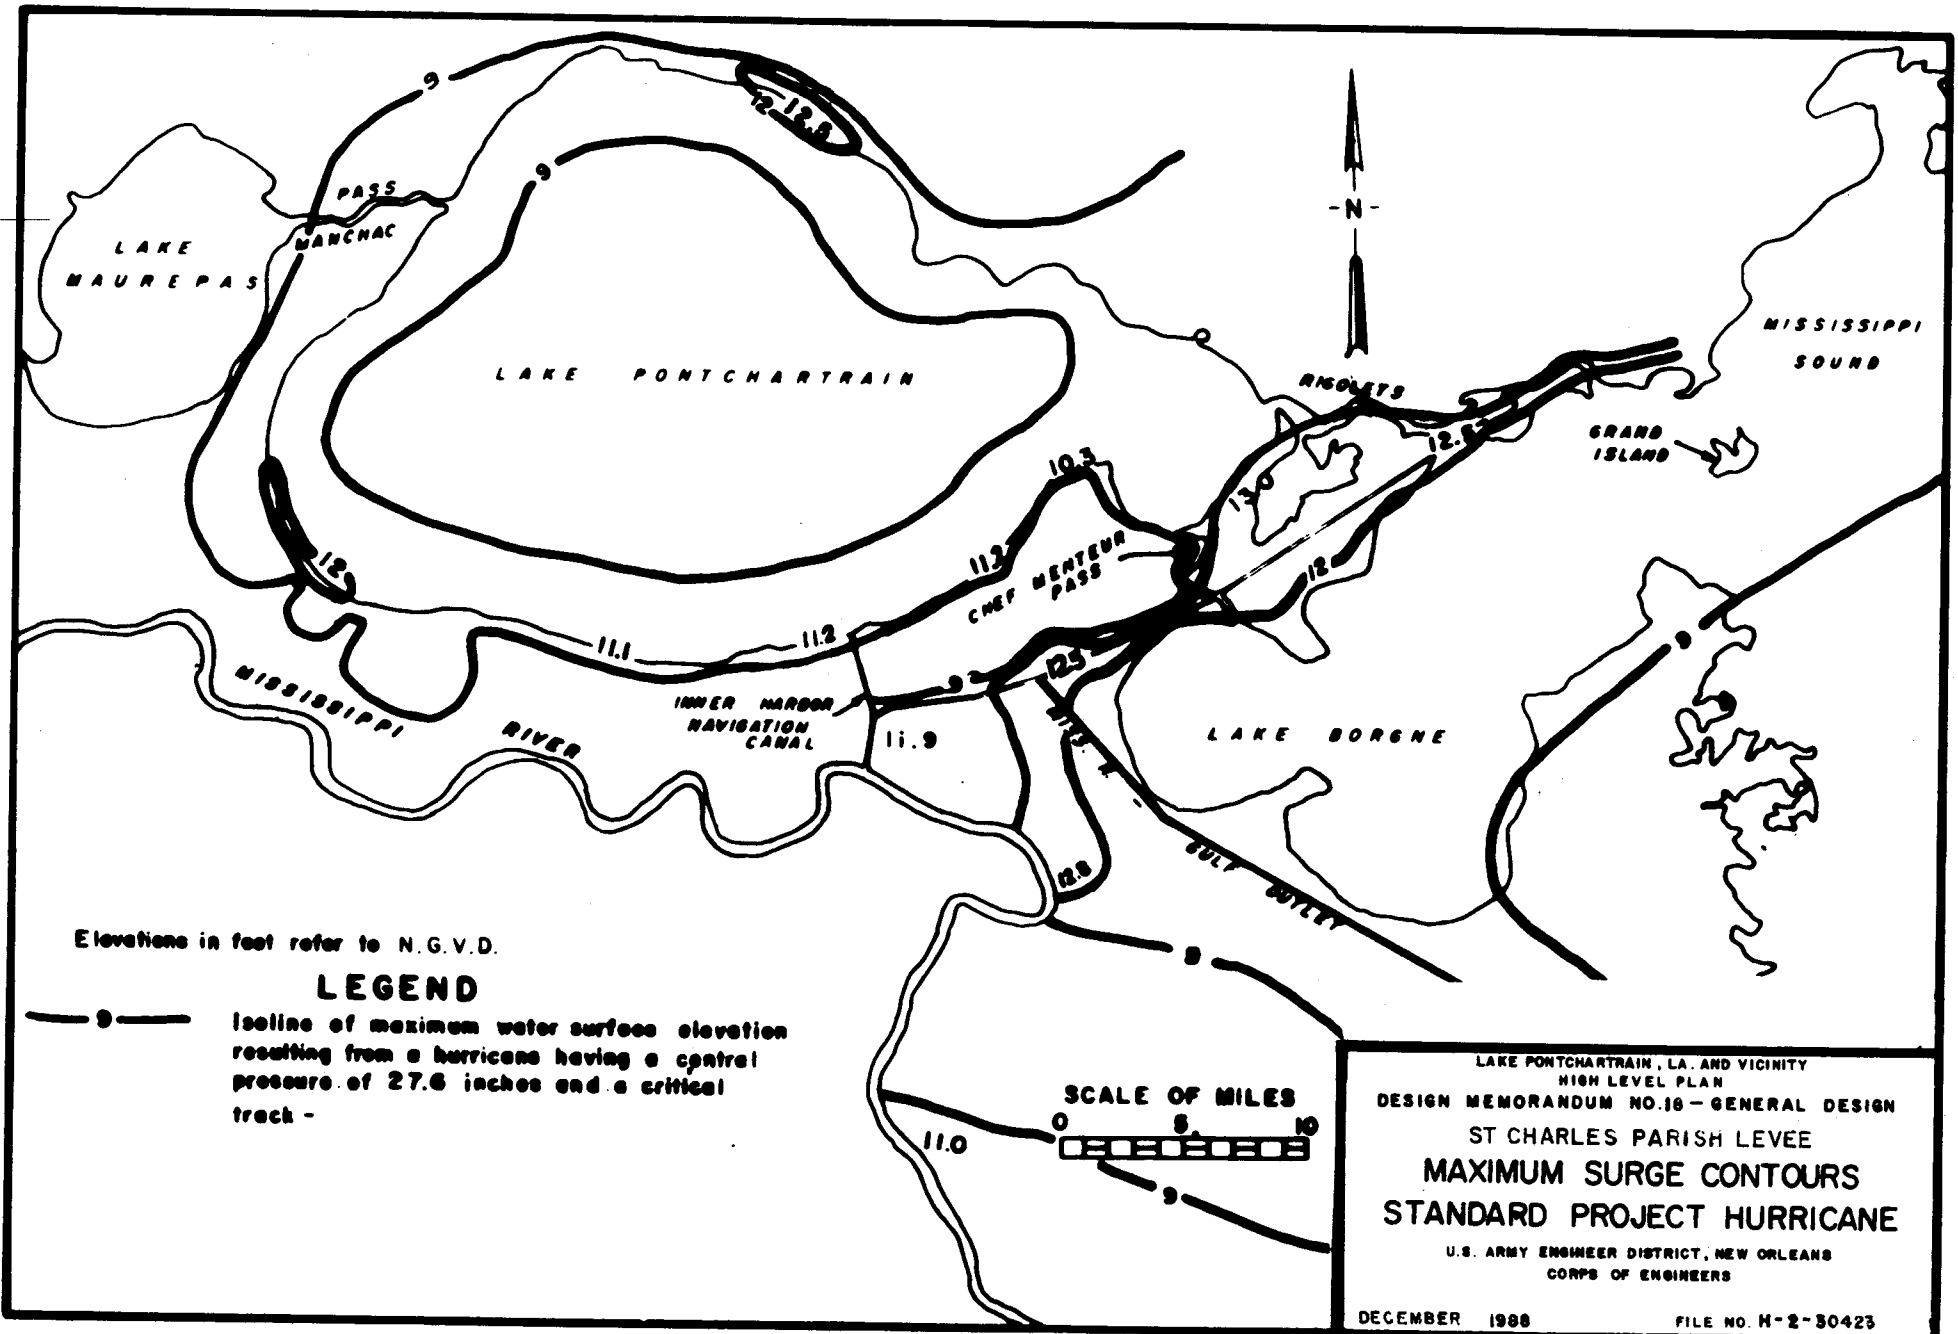 9
12
12.5
9
PASS
MANCHAC
-N-
LAKE
MAUREPAS
MISSISSIPPI
SOUND
LAKE PONTCHARTRAIN
RIGOLETS
GRAND
ISLAND
12.5
10.3
13.0
11.2
CHEF MENTEUR
PASS
12
12
11.1
11.2
9
12.5
9
MISSISSIPPI
RIVER
INNER HARBOR
NAVIGATION
CANAL
11.9
MISS. R.
LAKE BORGNE
GULF OUTLET
12.8
9
Elevations in feet refer to N.G.V.D.
LEGEND
9
Isoline of maximum water surface elevation
resulting from a hurricane having a central
pressure of 27.6 inches and a critical
track -
SCALE OF MILES
0 5 10
11.0
9
LAKE PONTCHARTRAIN, LA. AND VICINITY
HIGH LEVEL PLAN
DESIGN MEMORANDUM NO.18 - GENERAL DESIGN
ST CHARLES PARISH LEVEE
MAXIMUM SURGE CONTOURS
STANDARD PROJECT HURRICANE
U.S. ARMY ENGINEER DISTRICT, NEW ORLEANS
CORPS OF ENGINEERS
DECEMBER 1988 FILE NO. H-2-30423